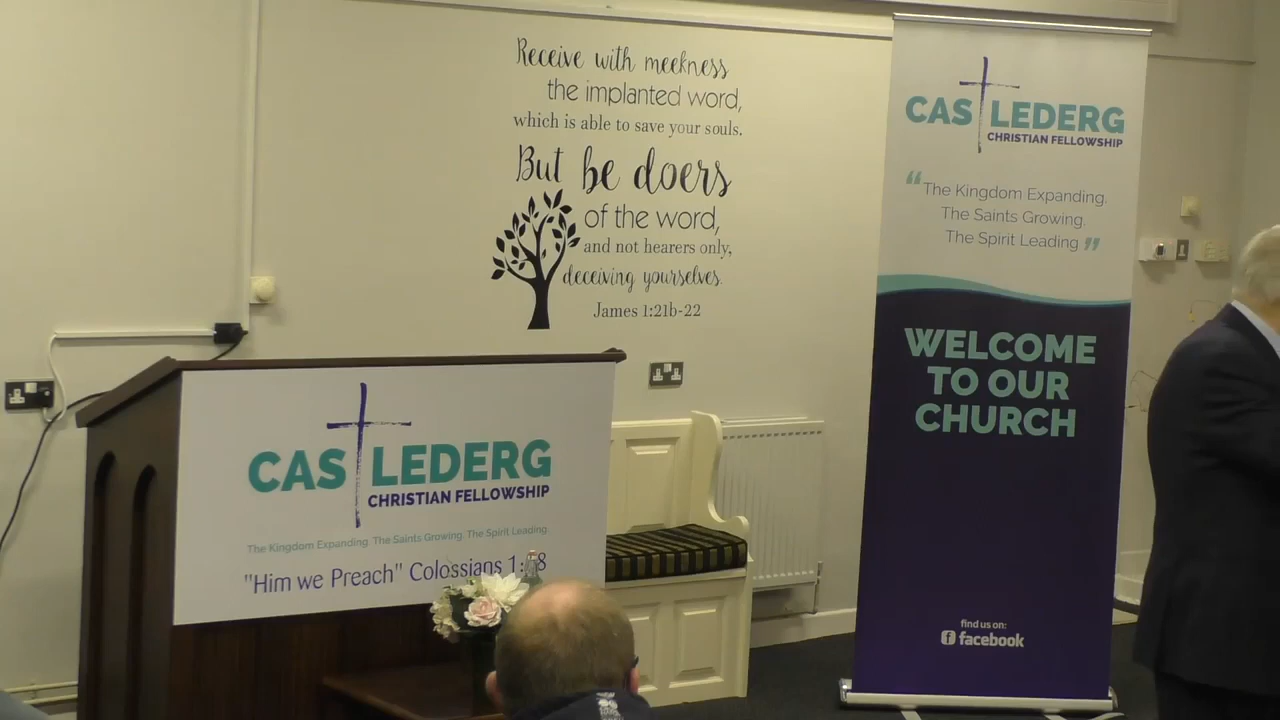 Receive with meekness
the implanted word,
which is able to save your souls.
But be doers
of the word,
and not hearers only,
deceiving yourselves.
James 1:21b-22
CASTLEDERG
CHRISTIAN FELLOWSHIP
The Kingdom Expanding. The Saints Growing. The Spirit Leading
"Him we Preach" Colossians 1:28
CASTLEDERG
CHRISTIAN FELLOWSHIP
“The Kingdom Expanding.
The Saints Growing.
The Spirit Leading”
WELCOME
TO OUR
CHURCH
find us on:
facebook